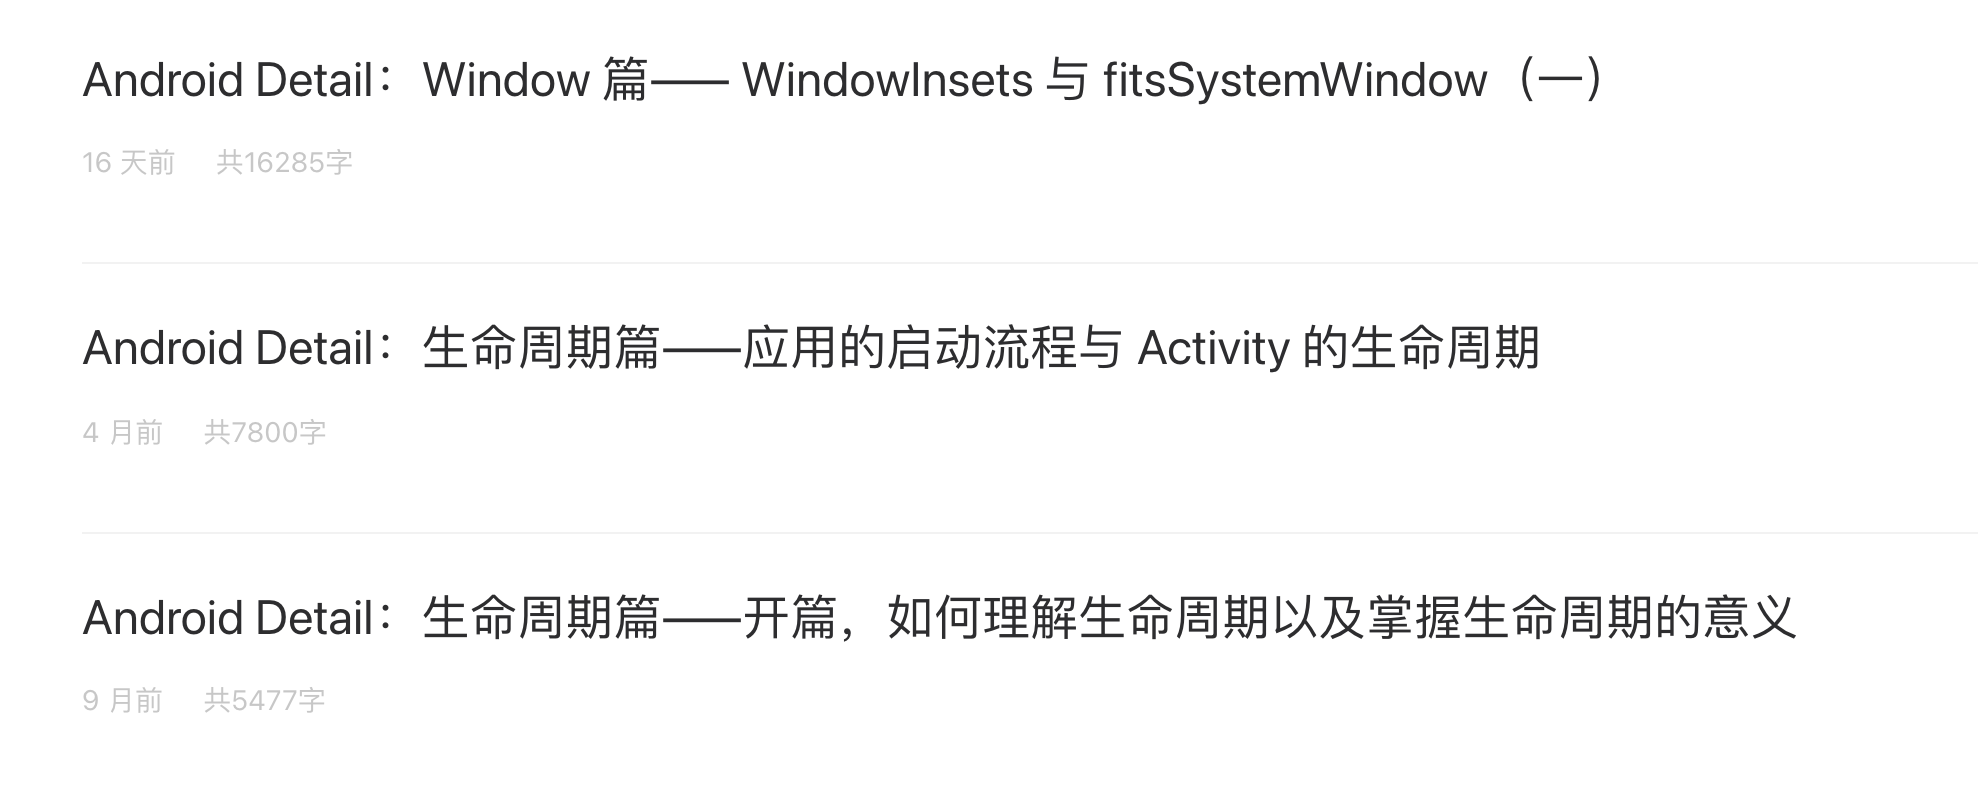 Android Detail：Window 篇—— WindowInsets 与 fitsSystemWindow（一）
16 天前 共16285字
Android Detail：生命周期篇——应用的启动流程与 Activity 的生命周期
4 月前 共7800字
Android Detail：生命周期篇——开篇，如何理解生命周期以及掌握生命周期的意义
9 月前 共5477字